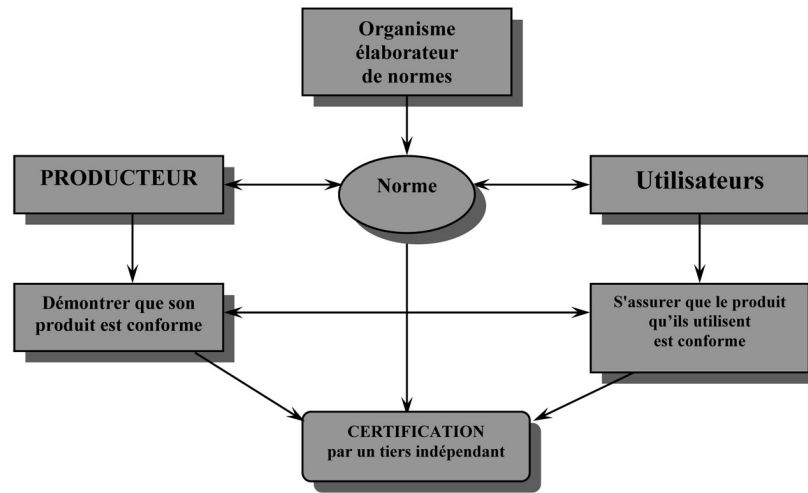 Organisme
élaborateur
de normes
PRODUCTEUR
Norme
Utilisateurs
Démontrer que son
produit est conforme
S'assurer que le produit
qu’ils utilisent
est conforme
CERTIFICATION
par un tiers indépendant